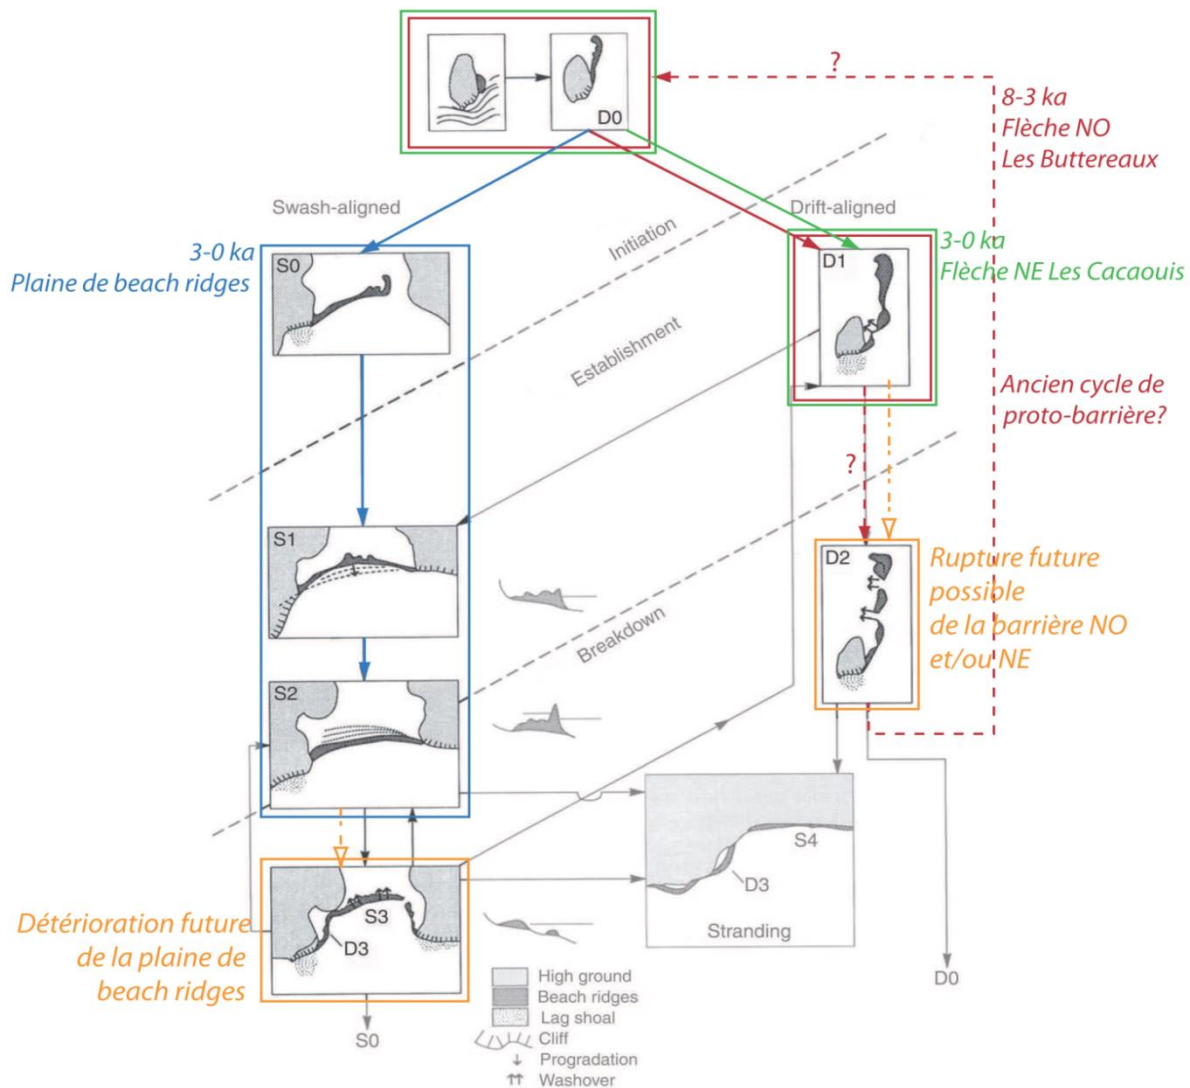 ?
8-3 ka
Flèche NO
Les Buttereaux
D0
Swash-aligned
Drift-aligned
Initiation
3-0 ka
Plaine de beach ridges
S0
D1
3-0 ka
Flèche NE Les Cacaouis
Establishment
Ancien cycle de
proto-barrière?
?
S1
D2
Rupture future
possible
de la barrière NO
et/ou NE
Breakdown
S2
S4
D3
Stranding
S3
D3
Détérioration future
de la plaine de
beach ridges
D0
High ground
Beach ridges
Lag shoal
Cliff
Progradation
Washover
S0